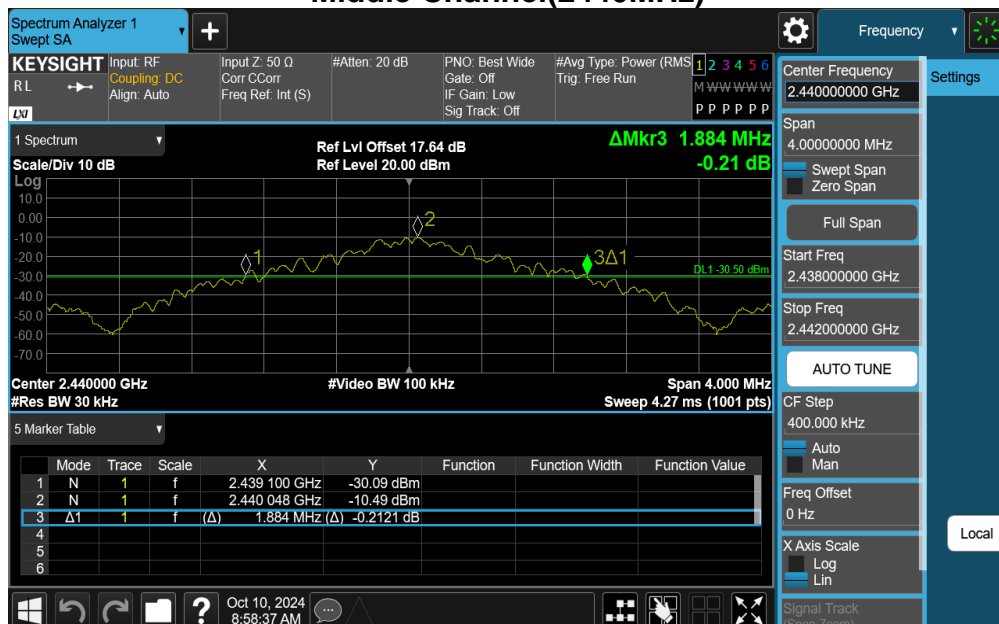 Spectrum Analyzer 1
Swept SA
+
Frequency
KEYSIGHT
RL
LXI
Input: RF
Coupling: DC
Align: Auto
Input Z: 50 Ω
Corr CCorr
Freq Ref: Int (S)
#Atten: 20 dB
PNO: Best Wide
Gate: Off
IF Gain: Low
Sig Track: Off
#Avg Type: Power (RMS
Trig: Free Run
1 2 3 4 5 6
M W W W W W
P P P P P P
1 Spectrum
Scale/Div 10 dB
Log
Ref Lvl Offset 17.64 dB
Ref Level 20.00 dBm
ΔMkr3 1.884 MHz
-0.21 dB
10.0
0.00
-10.0
-20.0
-30.0
-40.0
-50.0
-60.0
-70.0
1
2
3Δ1
DL1 -30.50 dBm
Center 2.440000 GHz
#Res BW 30 kHz
#Video BW 100 kHz
Span 4.000 MHz
Sweep 4.27 ms (1001 pts)
5 Marker Table
Mode Trace Scale X Y Function Function Width Function Value
1 N 1 f 2.439 100 GHz -30.09 dBm
2 N 1 f 2.440 048 GHz -10.49 dBm
3 Δ1 1 f (Δ) 1.884 MHz (Δ) -0.2121 dB
4
5
6
Oct 10, 2024
8:58:37 AM
Center Frequency
2.440000000 GHz
Span
4.00000000 MHz
Swept Span
Zero Span
Full Span
Start Freq
2.438000000 GHz
Stop Freq
2.442000000 GHz
AUTO TUNE
CF Step
400.000 kHz
Auto
Man
Freq Offset
0 Hz
X Axis Scale
Log
Lin
Signal Track
(Span Zoom)
Settings
Local